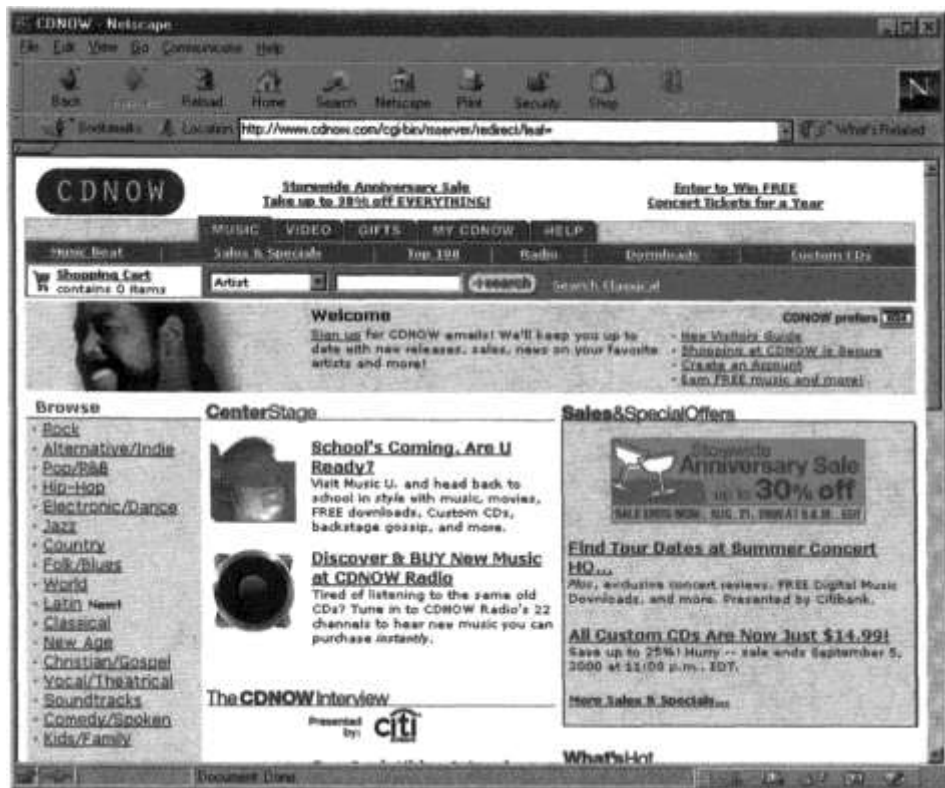 CDNOW - Netscape
File Edit View Go Communicator Help
Back Reload Home Search Netscape Print Security Shop
Bookmarks Location: http://www.cdnow.com/cgi-bin/mserver/redirect/leaf= What's Related
CDNOW
Storewide Anniversary Sale
Take up to 30% off EVERYTHING!
Enter to Win FREE
Concert Tickets for a Year
MUSIC VIDEO GIFTS MY CDNOW HELP
Music Beat Sales & Specials Top 100 Radio Downloads Custom CDs
Shopping Cart
contains 0 items
Artist search Search Classical
Welcome
Sign up for CDNOW emails! We'll keep you up to
date with new releases, sales, news on your favorite
artists and more!
CDNOW prefers VISA
- New Visitors Guide
- Shopping at CDNOW is Secure
- Create an Account
- Earn FREE music and more!
Browse
· Rock
· Alternative/Indie
· Pop/R&B
· Hip-Hop
· Electronic/Dance
· Jazz
· Country
· Folk/Blues
· World
· Latin New!
· Classical
· New Age
· Christian/Gospel
· Vocal/Theatrical
· Soundtracks
· Comedy/Spoken
· Kids/Family
CenterStage
School's Coming, Are U
Ready?
Visit Music U. and head back to
school in style with music, movies,
FREE downloads, Custom CDs,
backstage gossip, and more.
Discover & BUY New Music
at CDNOW Radio
Tired of listening to the same old
CDs? Tune in to CDNOW Radio's 22
channels to hear new music you can
purchase instantly.
The CDNOW Interview
Presented
by: citi
Sales&SpecialOffers
Storewide
Anniversary Sale
up to 30% off
Find Tour Dates at Summer Concert
HQ...
Plus, exclusive concert reviews, FREE Digital Music
Downloads, and more. Presented by Citibank.
All Custom CDs Are Now Just $14.99!
Save up to 25%! Hurry -- sale ends September 5,
2000 at 11:00 p.m., EDT.
More Sales & Specials...
What'sHot
Document: Done